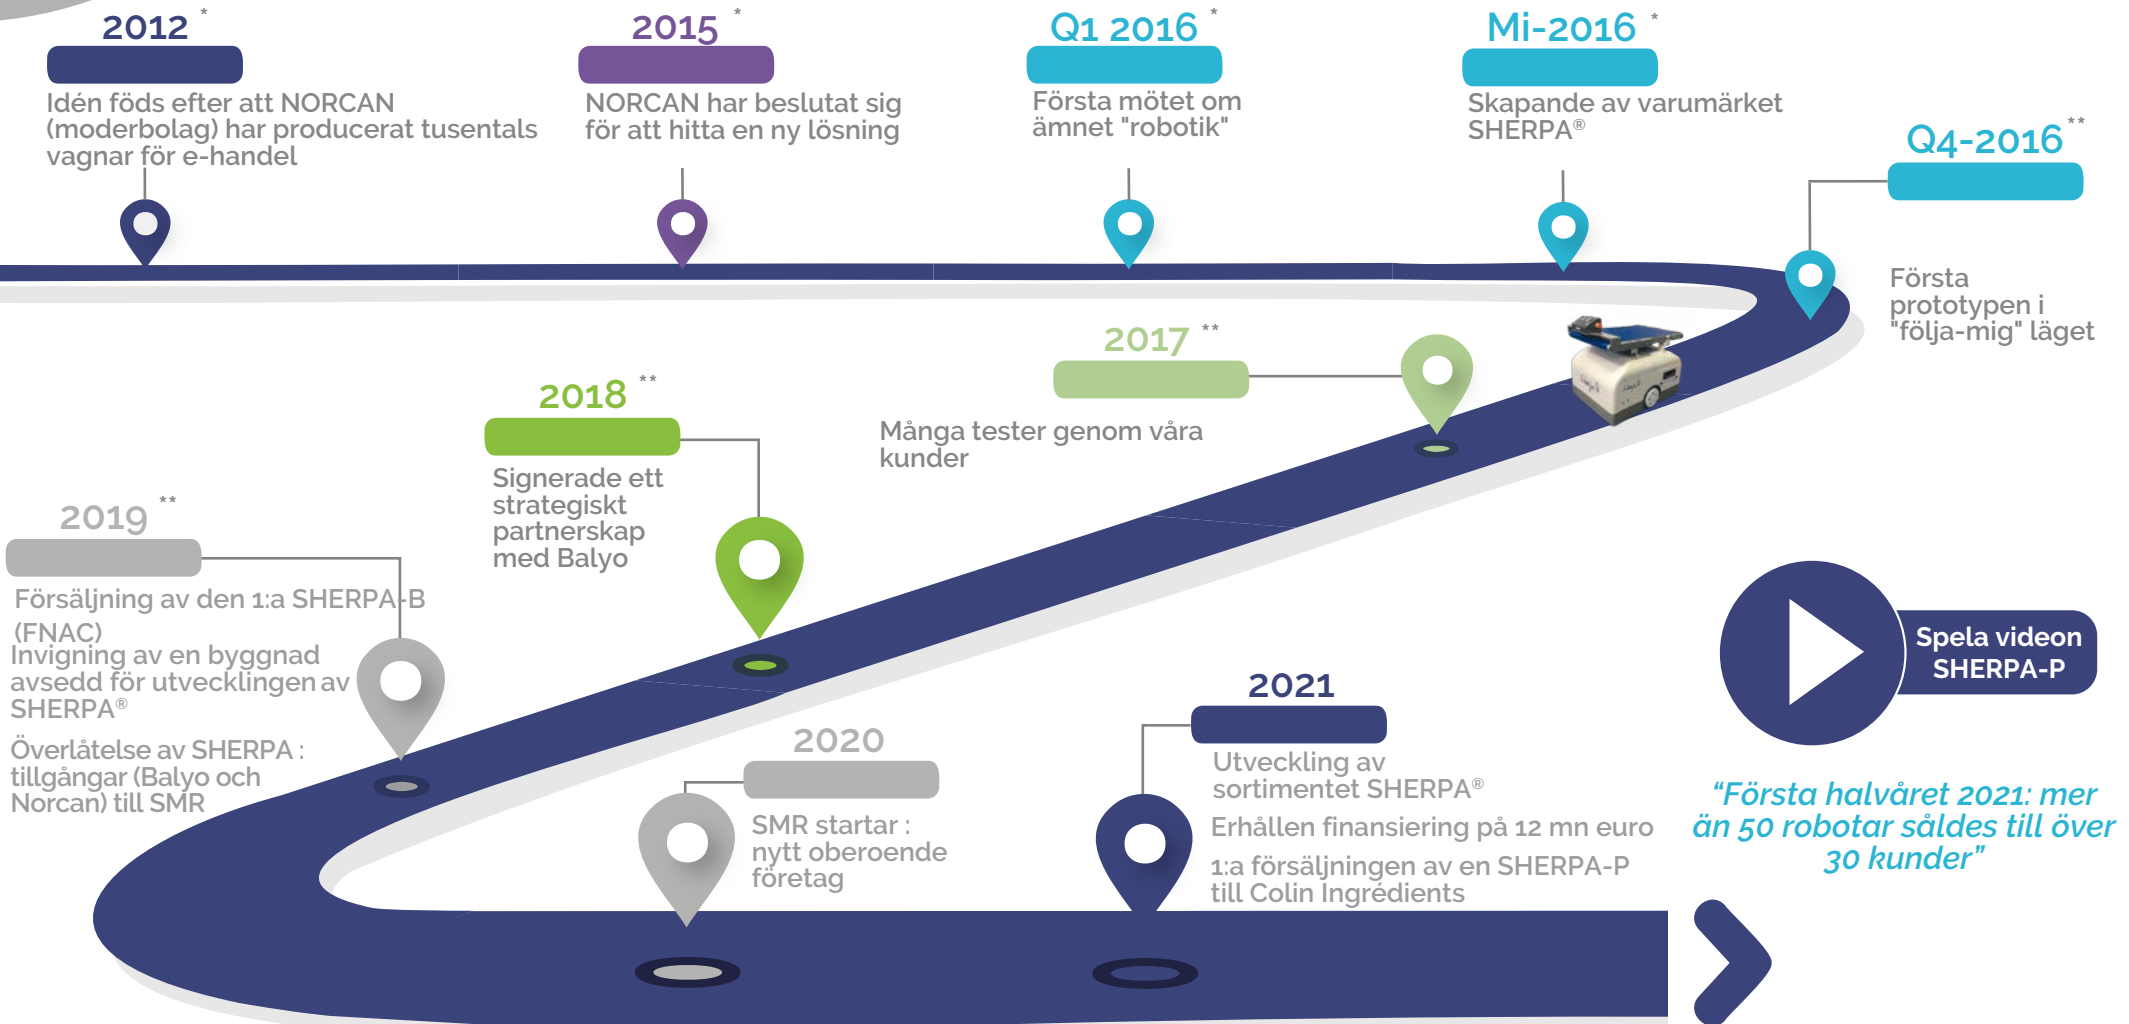 2012 *
Idén föds efter att NORCAN
(moderbolag) har producerat tusentals
vagnar för e-handel
2015 *
NORCAN har beslutat sig
för att hitta en ny lösning
Q1 2016 *
Första mötet om
ämnet "robotik"
Mi-2016 *
Skapande av varumärket
SHERPA®
Q4-2016 **
Första
prototypen i
"följa-mig" läget
2017 **
Många tester genom våra
kunder
2018 **
Signerade ett
strategiskt
partnerskap
med Balyo
2019 **
Försäljning av den 1:a SHERPA-B
(FNAC)
Invigning av en byggnad
avsedd för utvecklingen av
SHERPA®
Överlåtelse av SHERPA :
tillgångar (Balyo och
Norcan) till SMR
2020
SMR startar :
nytt oberoende
företag
2021
Utveckling av
sortimentet SHERPA®
Erhållen finansiering på 12 mn euro
1:a försäljningen av en SHERPA-P
till Colin Ingrédients
Spela videon
SHERPA-P
“Första halvåret 2021: mer
än 50 robotar såldes till över
30 kunder”